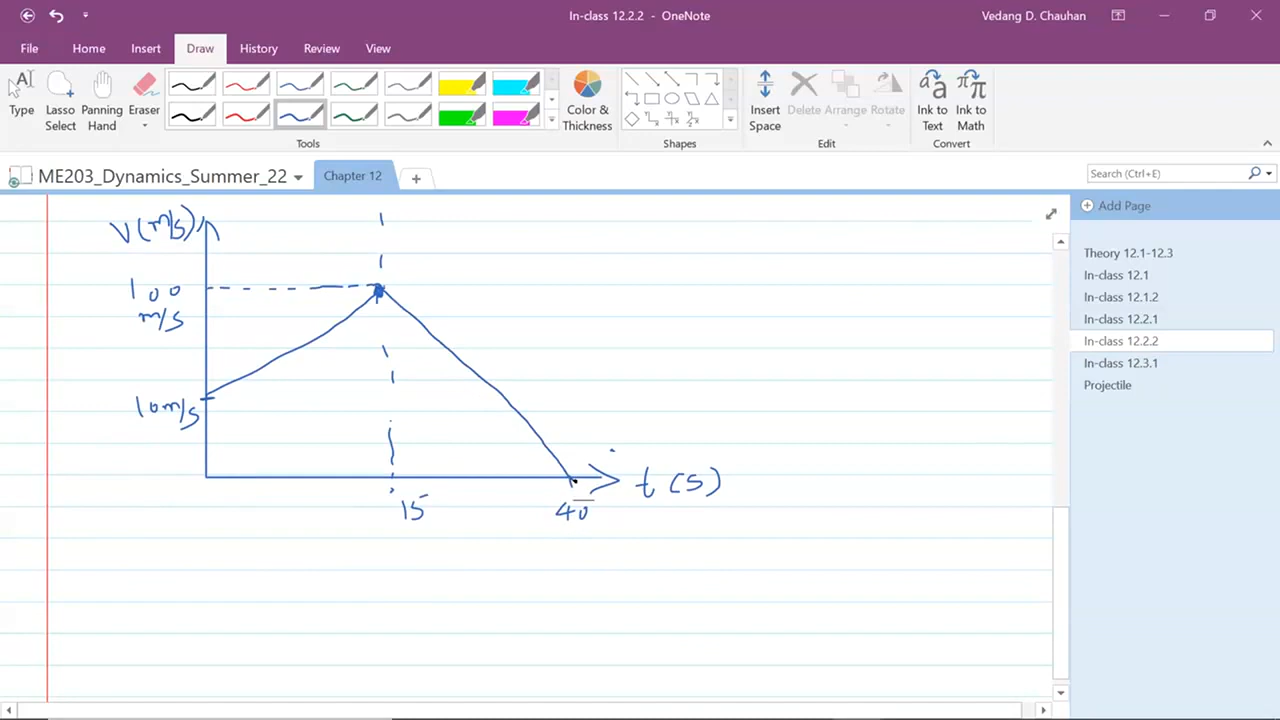 In-class 12.2.2 - OneNote
Vedang D. Chauhan
File Home Insert Draw History Review View
Type
Lasso Select
Panning Hand
Eraser
Color & Thickness
Insert Space
Delete
Arrange
Rotate
Ink to Text
Ink to Math
Tools
Shapes
Edit
Convert
ME203_Dynamics_Summer_22
Chapter 12
Search (Ctrl+E)
Add Page
Theory 12.1-12.3
In-class 12.1
In-class 12.1.2
In-class 12.2.1
In-class 12.2.2
In-class 12.3.1
Projectile
V (m/s)
100
m/s
10m/s
t (s)
15
40